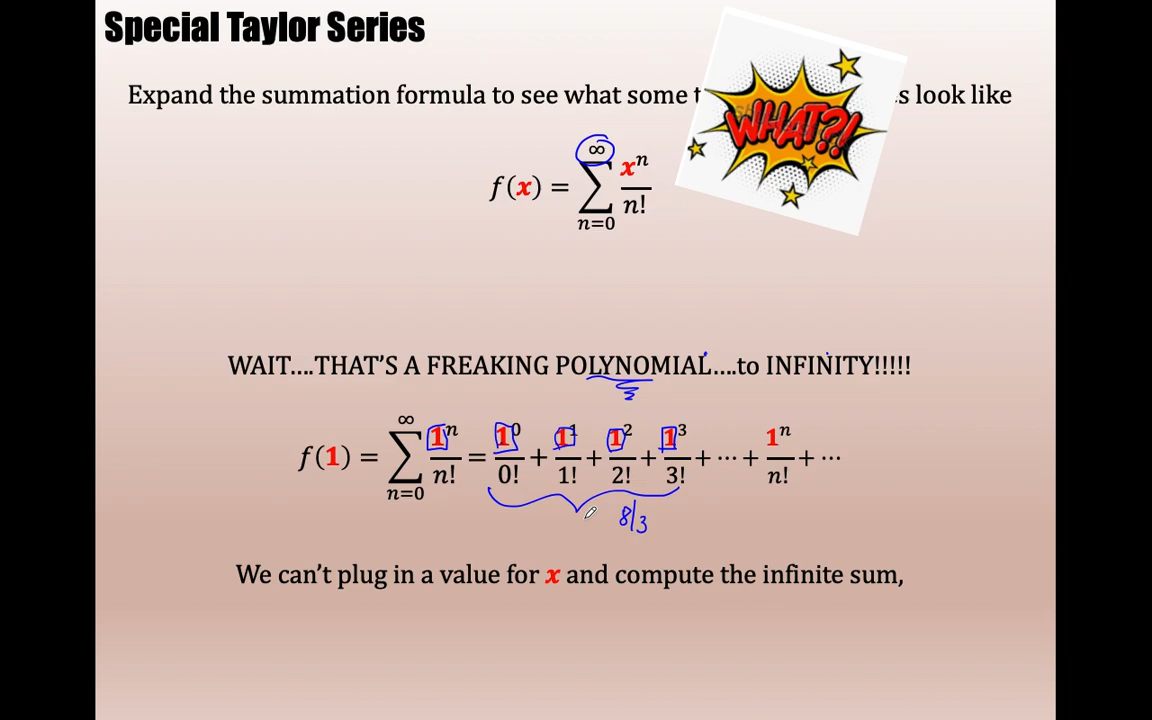 Special Taylor Series
Expand the summation formula to see what some t s look like
WHAT?!
f(x) = ∑_{n=0}^{∞} x^n/n!
WAIT….THAT’S A FREAKING POLYNOMIAL….to INFINITY!!!!!
f(1) = ∑_{n=0}^{∞} 1^n/n! = 1^0/0! + 1^1/1! + 1^2/2! + 1^3/3! + ⋯ + 1^n/n! + ⋯
8/3
We can’t plug in a value for x and compute the infinite sum,